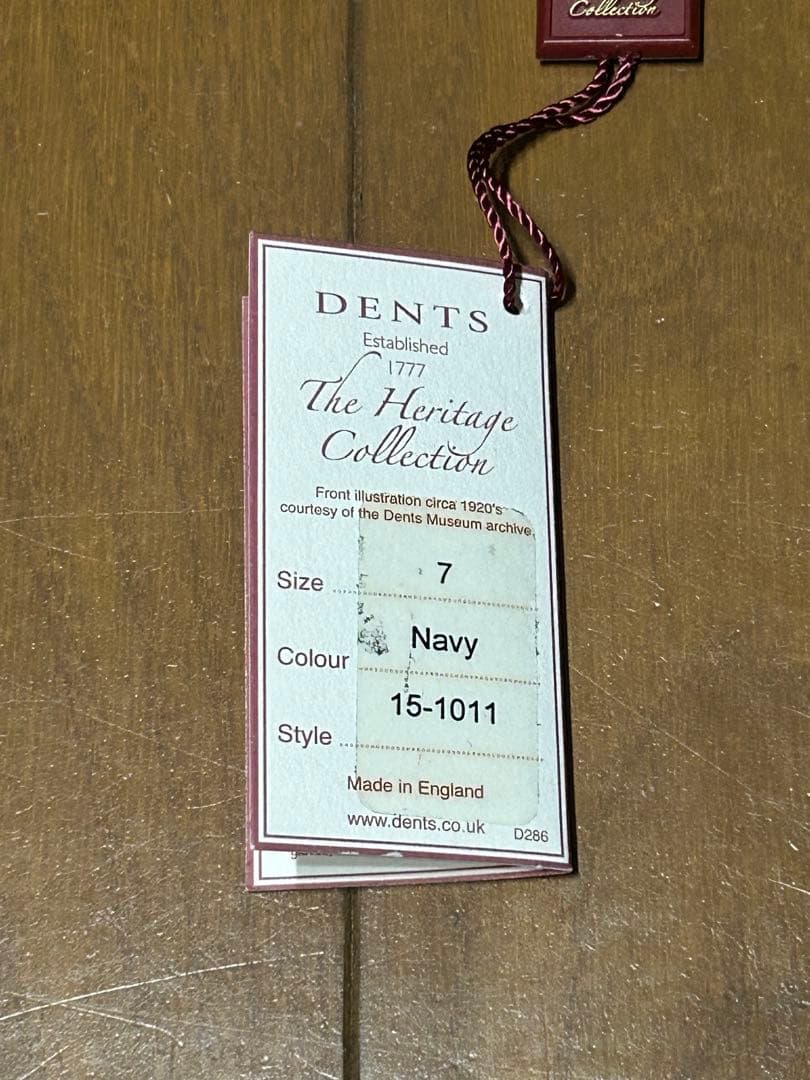 Collection
DENTS
Established
1777
The Heritage
Collection
Front illustration circa 1920's
courtesy of the Dents Museum archive
Size 7
Colour Navy
Style 15-1011
Made in England
www.dents.co.uk D286